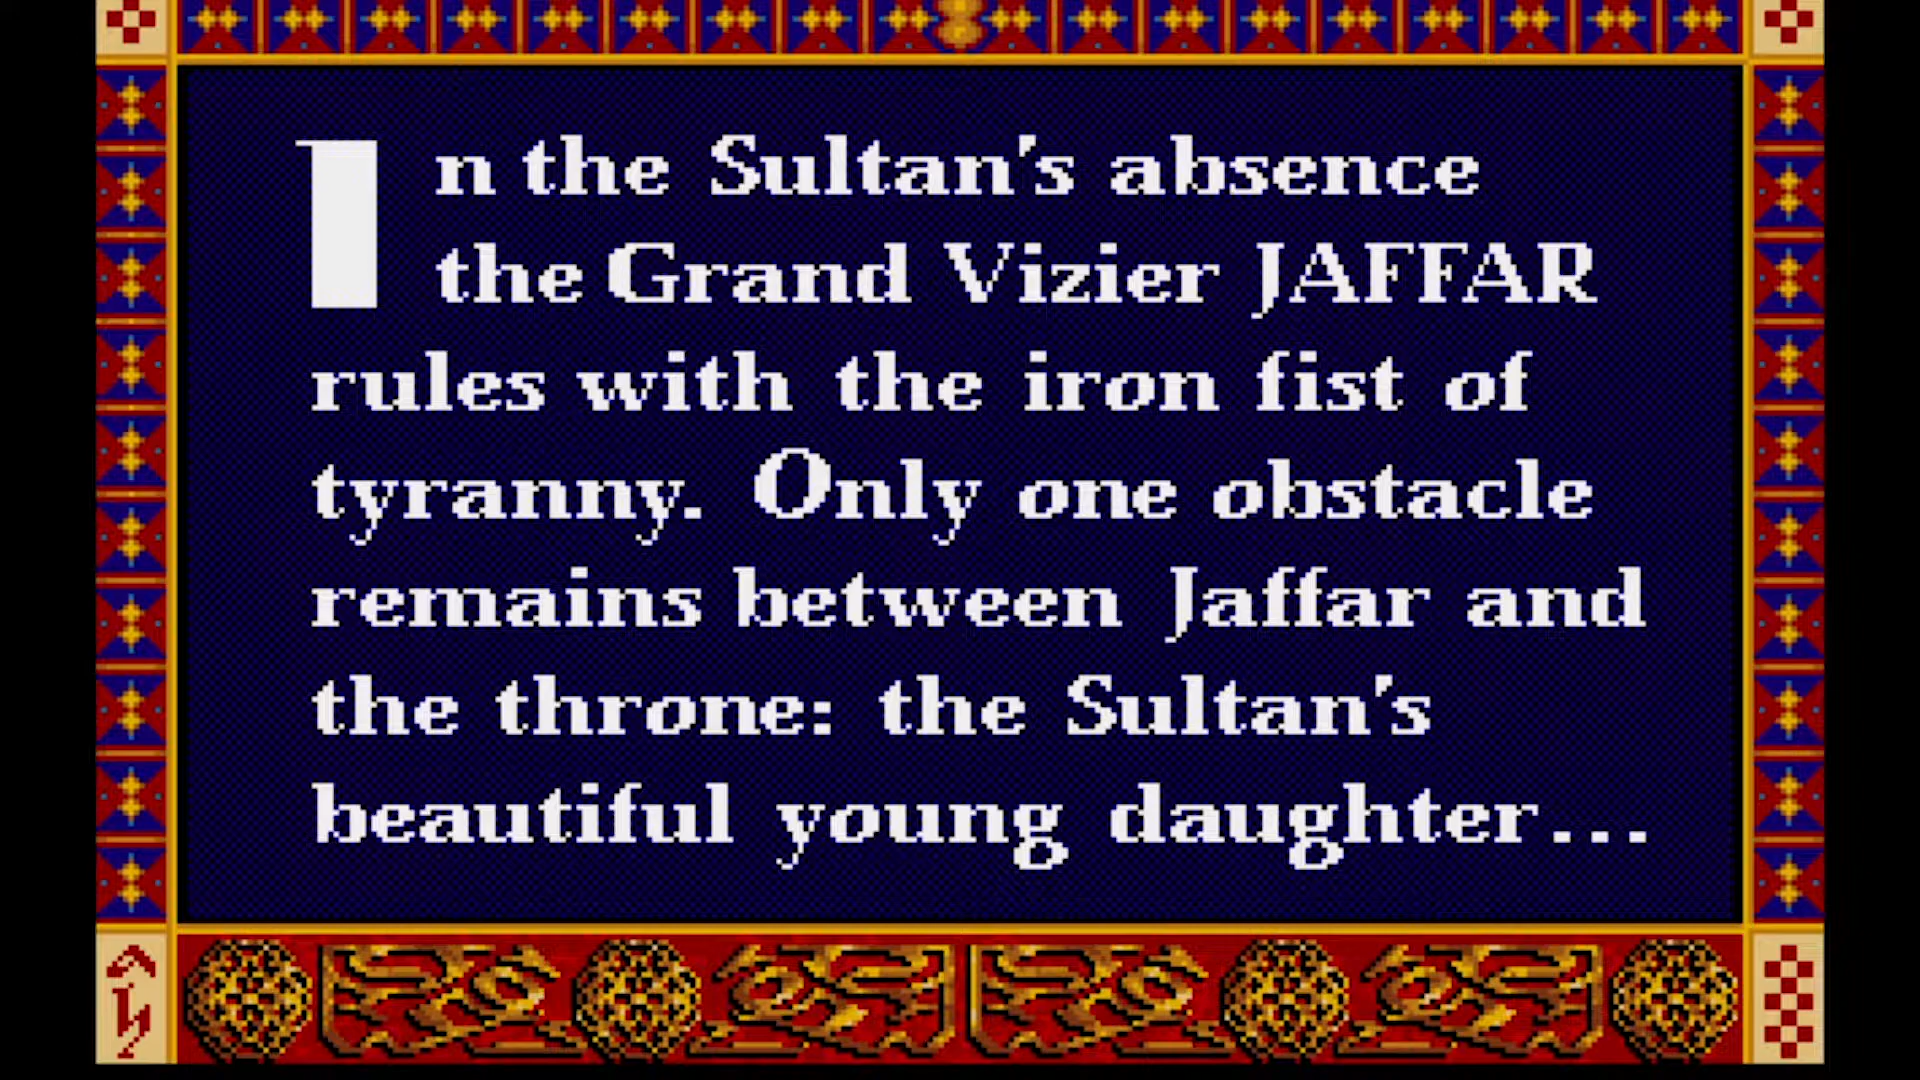 In the Sultan's absence
the Grand Vizier JAFFAR
rules with the iron fist of
tyranny. Only one obstacle
remains between Jaffar and
the throne: the Sultan's
beautiful young daughter...